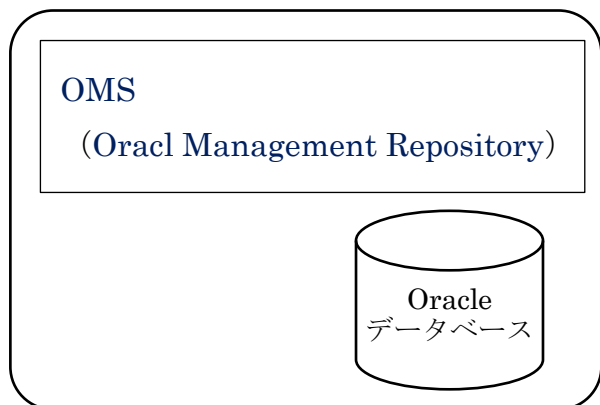 OMS
（Oracl Management Repository）
Oracle
データベース